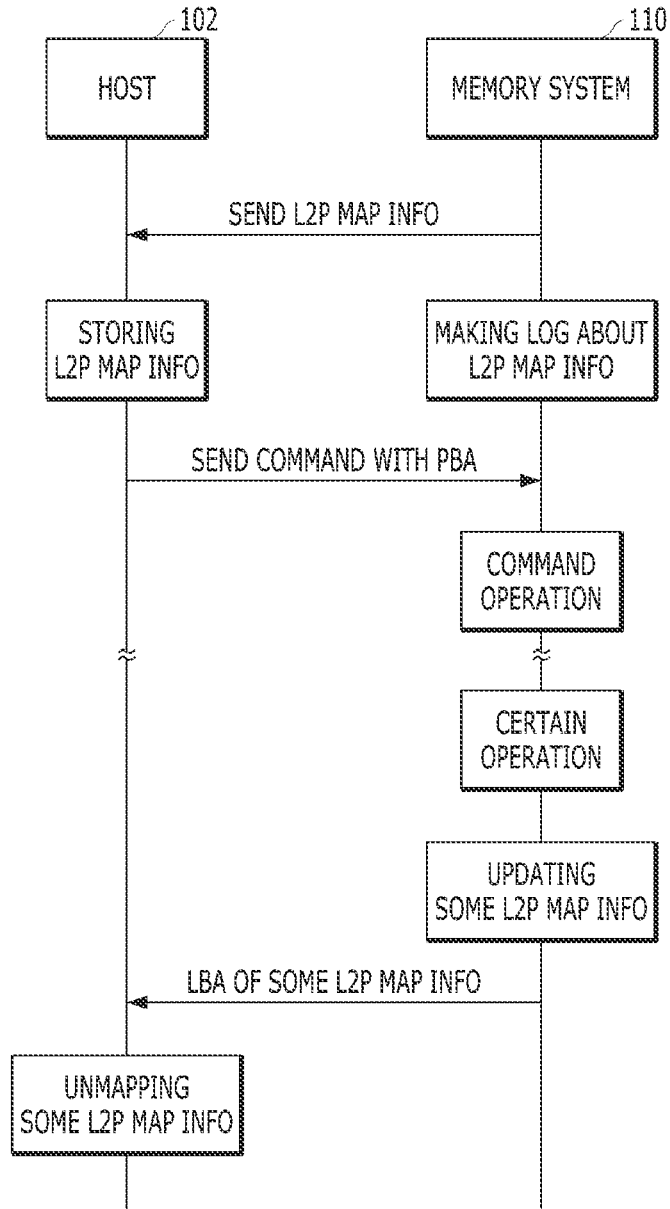 102
110
HOST
MEMORY SYSTEM
SEND L2P MAP INFO
STORING
L2P MAP INFO
MAKING LOG ABOUT
L2P MAP INFO
SEND COMMAND WITH PBA
COMMAND
OPERATION
CERTAIN
OPERATION
UPDATING
SOME L2P MAP INFO
LBA OF SOME L2P MAP INFO
UNMAPPING
SOME L2P MAP INFO